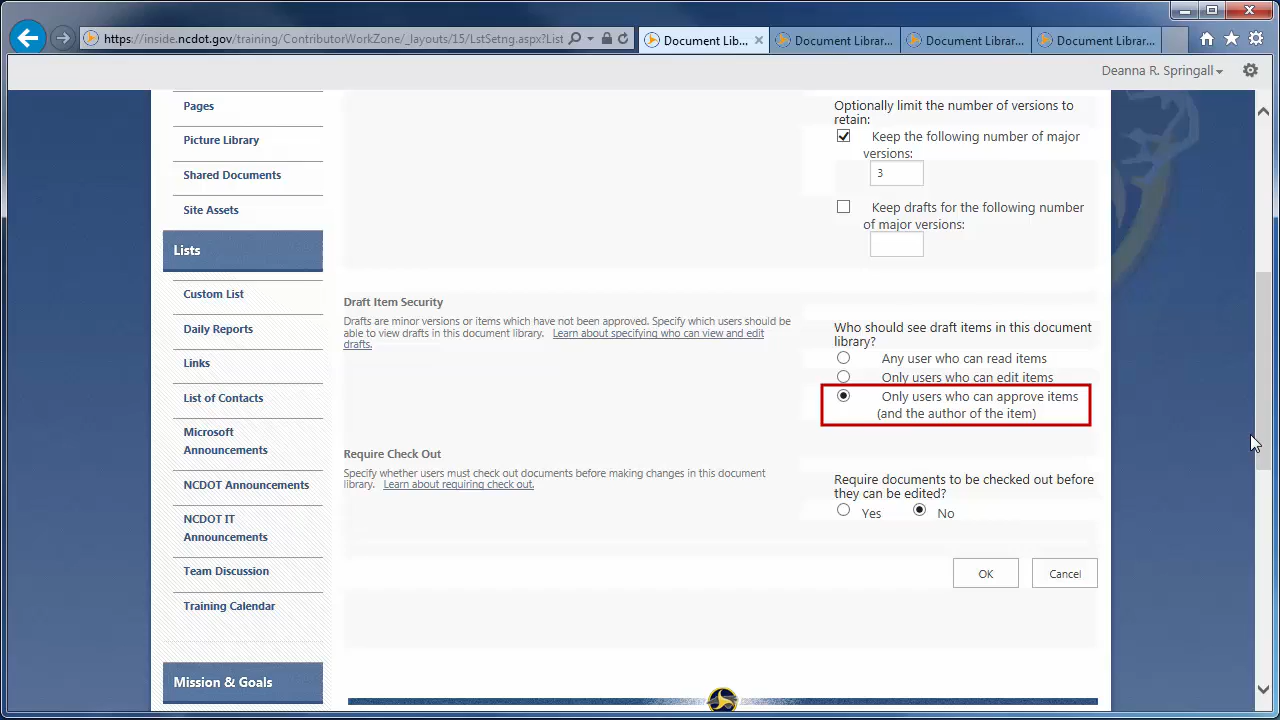 https://inside.ncdot.gov/training/ContributorWorkZone/_layouts/15/LstSetng.aspx?List
Document Lib...
Document Librar...
Document Librar...
Document Librar...
Deanna R. Springall
Pages
Picture Library
Shared Documents
Site Assets
Lists
Custom List
Daily Reports
Links
List of Contacts
Microsoft
Announcements
NCDOT Announcements
NCDOT IT
Announcements
Team Discussion
Training Calendar
Mission & Goals
Optionally limit the number of versions to
retain:
Keep the following number of major
versions:
3
Keep drafts for the following number
of major versions:
Draft Item Security
Drafts are minor versions or items which have not been approved. Specify which users should be
able to view drafts in this document library. Learn about specifying who can view and edit
drafts.
Who should see draft items in this document
library?
Any user who can read items
Only users who can edit items
Only users who can approve items
(and the author of the item)
Require Check Out
Specify whether users must check out documents before making changes in this document
library. Learn about requiring check out.
Require documents to be checked out before
they can be edited?
Yes No
OK Cancel